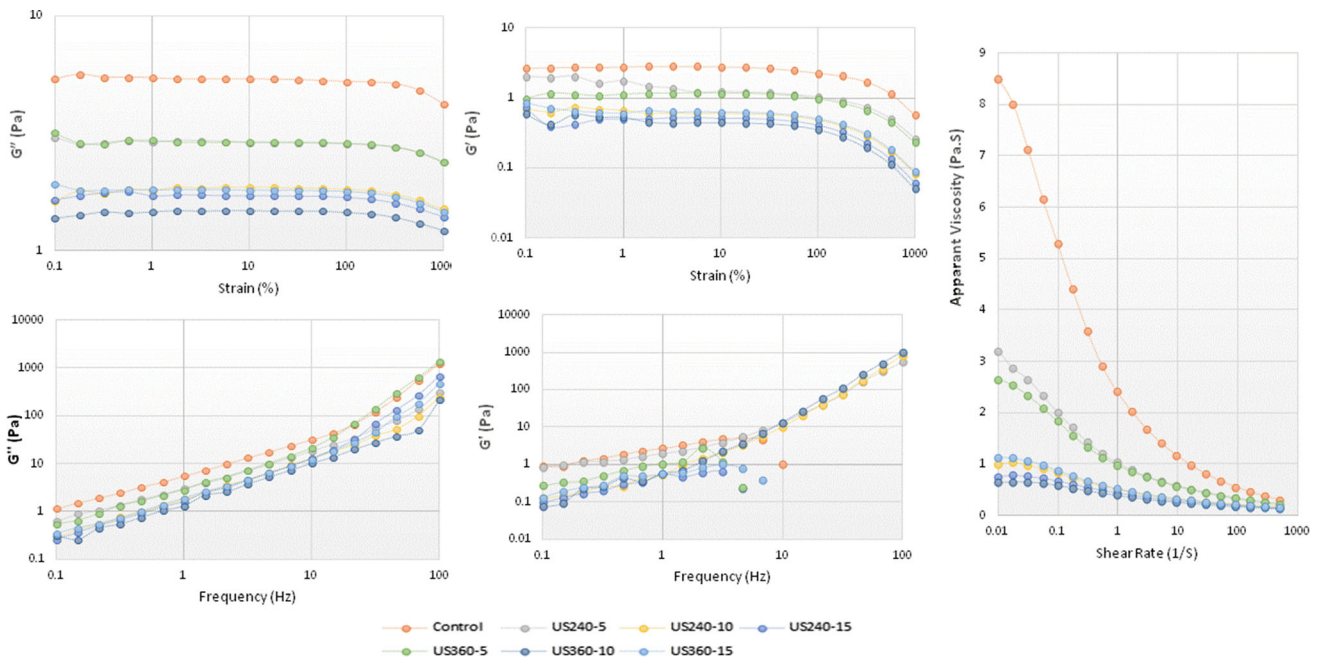 10
1
G'' (Pa)
0.1 1 10 100 1000
Strain (%)
10
1
0.1
0.01
G' (Pa)
0.1 1 10 100 1000
Strain (%)
10000
1000
100
10
1
0.1
G'' (Pa)
0.1 1 10 100
Frequency (Hz)
10000
1000
100
10
1
0.1
0.01
G' (Pa)
0.1 1 10 100
Frequency (Hz)
9
8
7
6
5
4
3
2
1
0
Apparant Viscosity (Pa.S)
0.01 0.1 1 10 100 1000
Shear Rate (1/S)
Control US240-5 US240-10 US240-15
US360-5 US360-10 US360-15